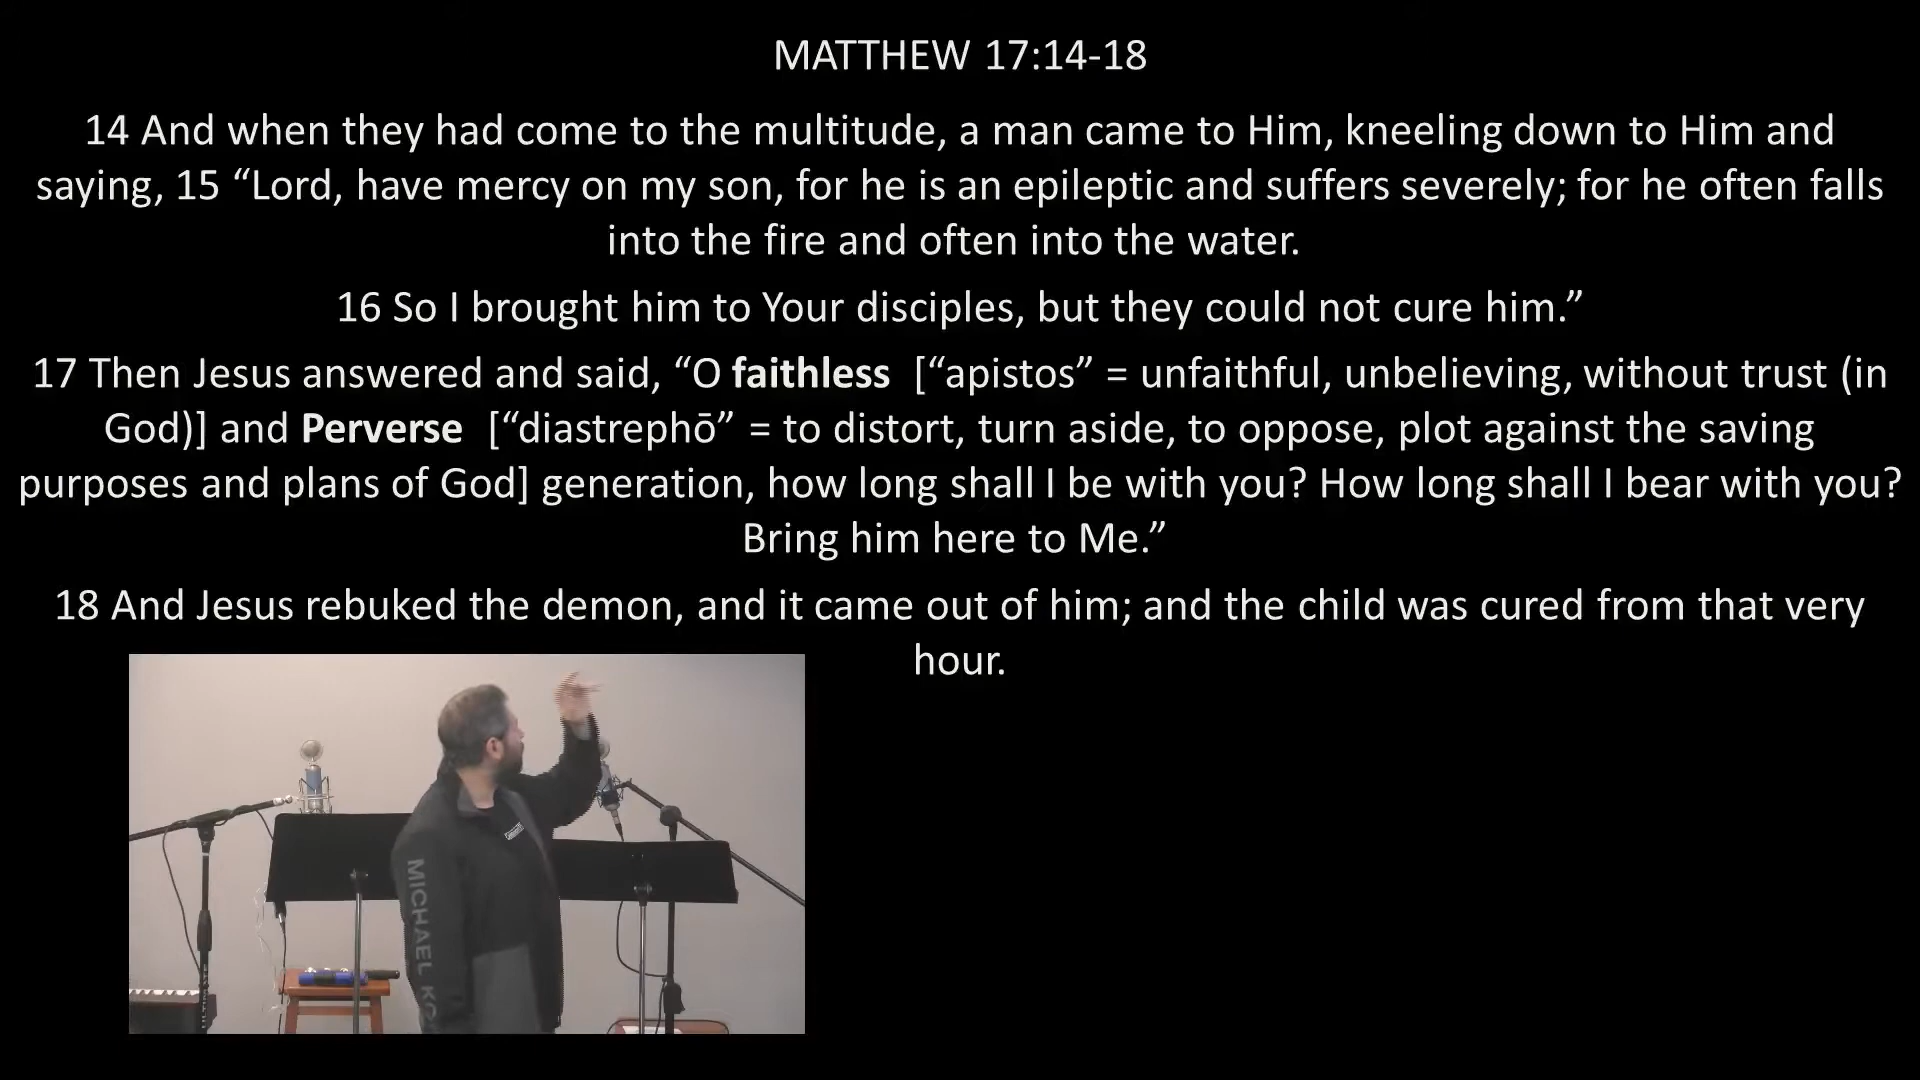 MATTHEW 17:14-18
14 And when they had come to the multitude, a man came to Him, kneeling down to Him and
saying, 15 “Lord, have mercy on my son, for he is an epileptic and suffers severely; for he often falls
into the fire and often into the water.
16 So I brought him to Your disciples, but they could not cure him.”
17 Then Jesus answered and said, “O faithless [“apistos” = unfaithful, unbelieving, without trust (in
God)] and Perverse [“diastrephō” = to distort, turn aside, to oppose, plot against the saving
purposes and plans of God] generation, how long shall I be with you? How long shall I bear with you?
Bring him here to Me.”
18 And Jesus rebuked the demon, and it came out of him; and the child was cured from that very
hour.
MICHAEL KO